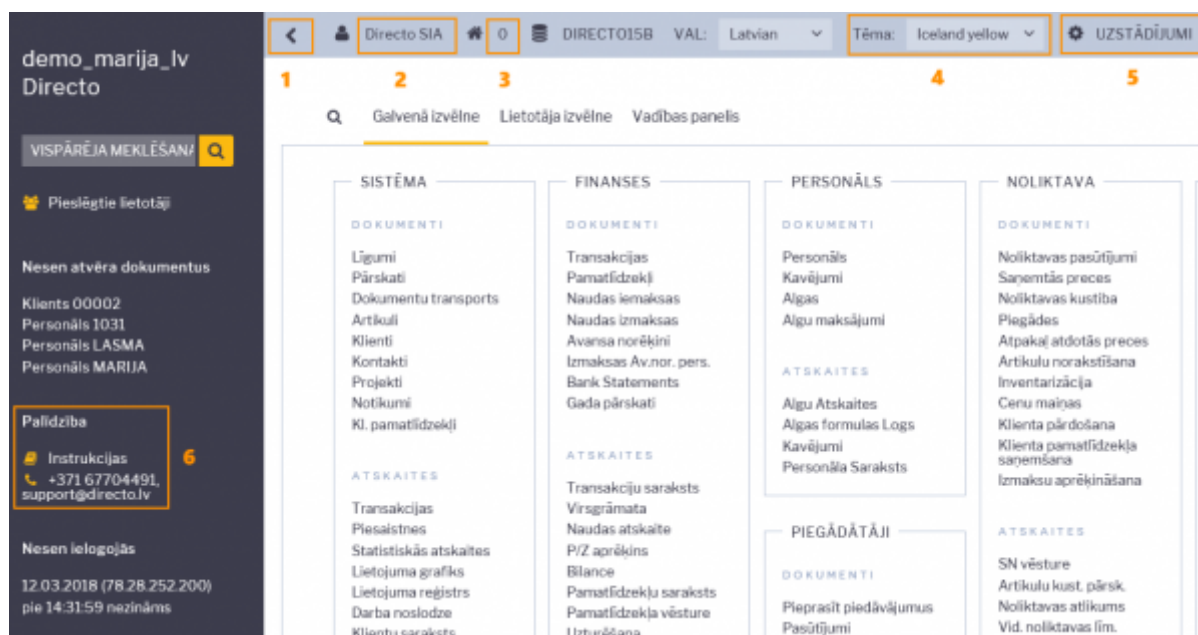 demo_marija_lv
Directo
VISPĀRĒJA MEKLĒŠANA
Pieslēgtie lietotāji
Nesen atvēra dokumentus
Klients 00002
Personāls 1031
Personāls LASMA
Personāls MARIJA
Palīdzība
Instrukcijas
6
+371 67704491,
support@directo.lv
Nesen ielogojās
12.03.2018 (78.28.252.200)
pie 14:31:59 nezināms
Directo SIA
0
DIRECTO15B
VAL:
Latvian
Tēma:
Iceland yellow
UZSTĀDĪJUMI
1
2
3
4
5
Galvenā izvēlne
Lietotāja izvēlne
Vadības panelis
SISTĒMA
DOKUMENTI
Līgumi
Pārskati
Dokumentu transports
Artikuli
Klienti
Kontakti
Projekti
Notikumi
Kl. pamatlīdzekļi
ATSKAITES
Transakcijas
Piesaistnes
Statistiskās atskaites
Lietojuma grafiks
Lietojuma reģistrs
Darba noslodze
Klientu saraksts
FINANSES
DOKUMENTI
Transakcijas
Pamatlīdzekļi
Naudas iemaksas
Naudas izmaksas
Avansa norēķini
Izmaksas Av.nor. pers.
Bank Statements
Gada pārskati
ATSKAITES
Transakciju saraksts
Virsgrāmata
Naudas atskaite
P/Z aprēķins
Bilance
Pamatlīdzekļu saraksts
Pamatlīdzekļa vēsture
Uzturēšana
PERSONĀLS
DOKUMENTI
Personāls
Kavējumi
Algas
Algu maksājumi
ATSKAITES
Algu Atskaites
Algas formulas Logs
Kavējumi
Personāla Saraksts
PIEGĀDĀTĀJI
DOKUMENTI
Pieprasīt piedāvājumus
Pasūtījumi
NOLIKTAVA
DOKUMENTI
Noliktavas pasūtījumi
Saņemtās preces
Noliktavas kustība
Piegādes
Atpakaļ atdotās preces
Artikulu norakstīšana
Inventarizācija
Cenu maiņas
Klienta pārdošana
Klienta pamatlīdzekļa
saņemšana
Izmaksu aprēķināšana
ATSKAITES
SN vēsture
Artikulu kust. pārsk.
Noliktavas atlikums
Vid. noliktavas līm.